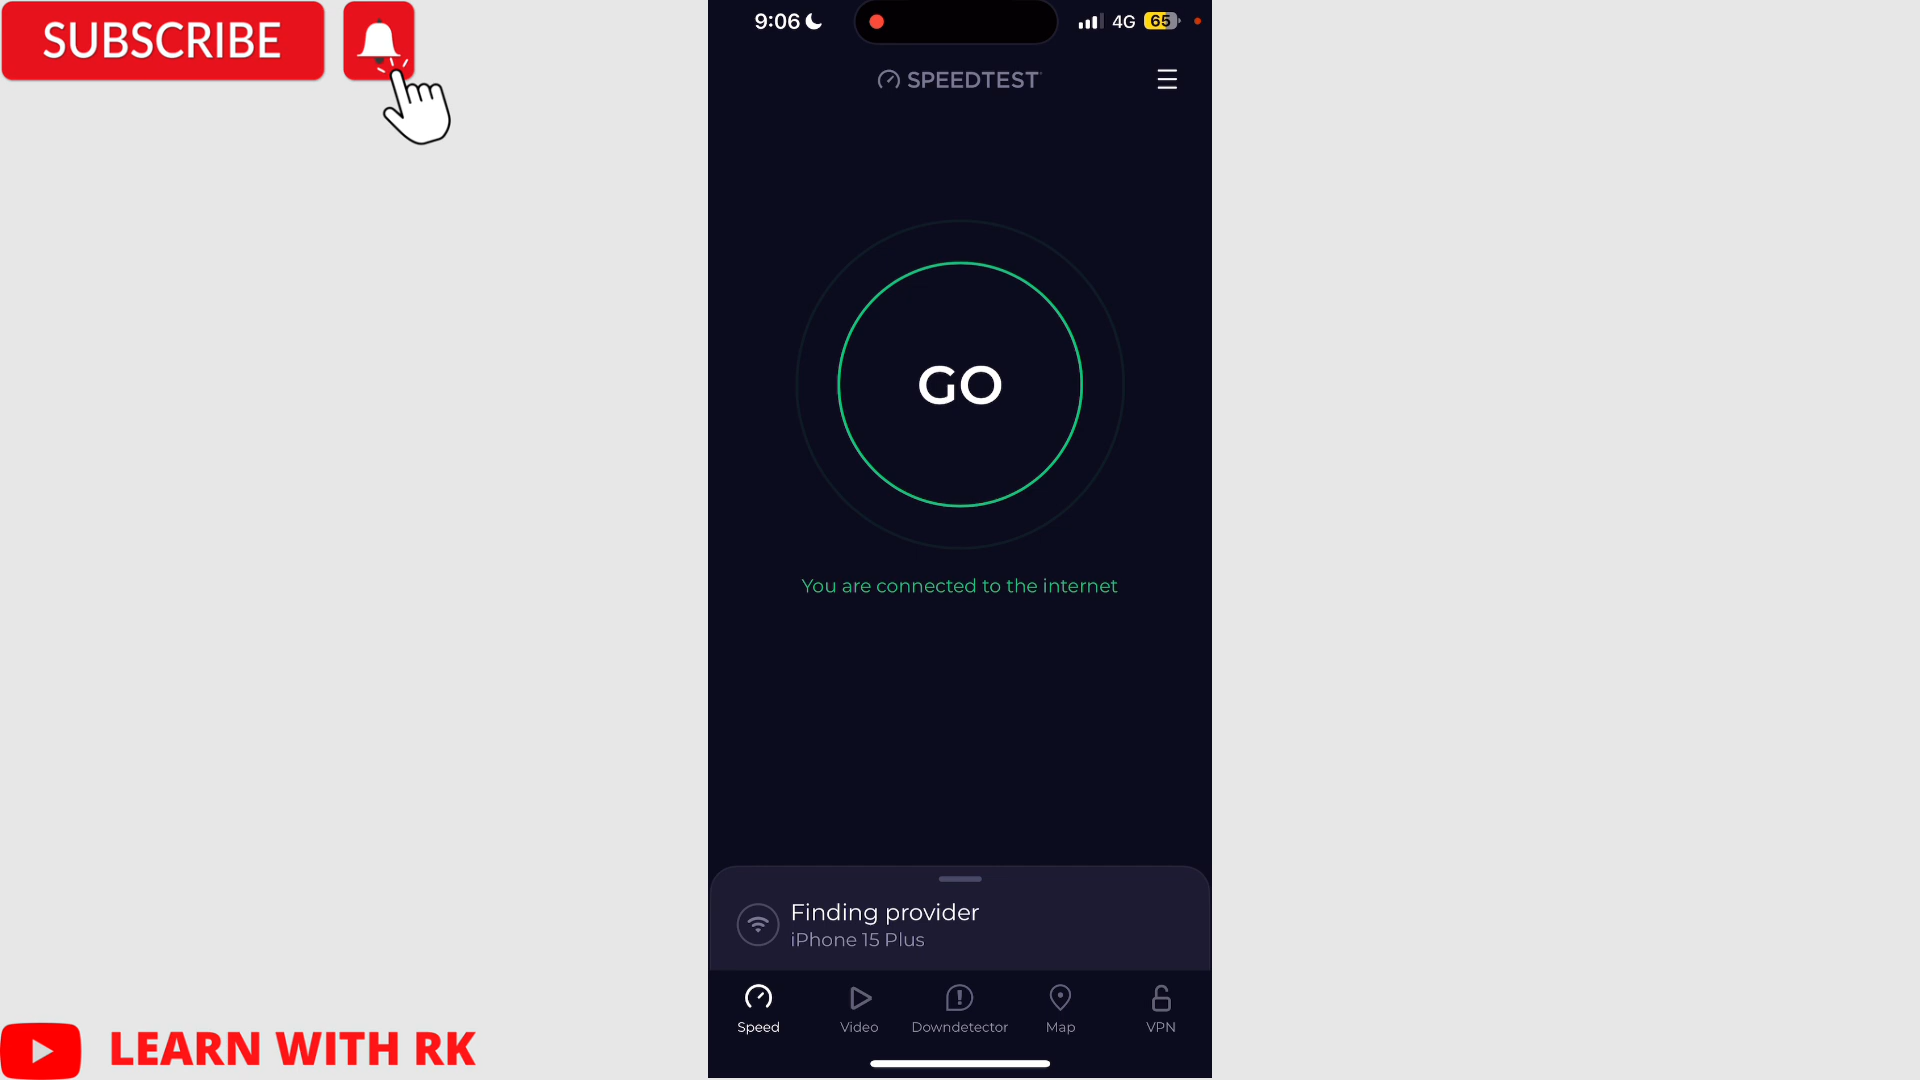 SUBSCRIBE
9:06
4G 65
SPEEDTEST
GO
You are connected to the internet
Finding provider
iPhone 15 Plus
Speed Video Downdetector Map VPN
LEARN WITH RK